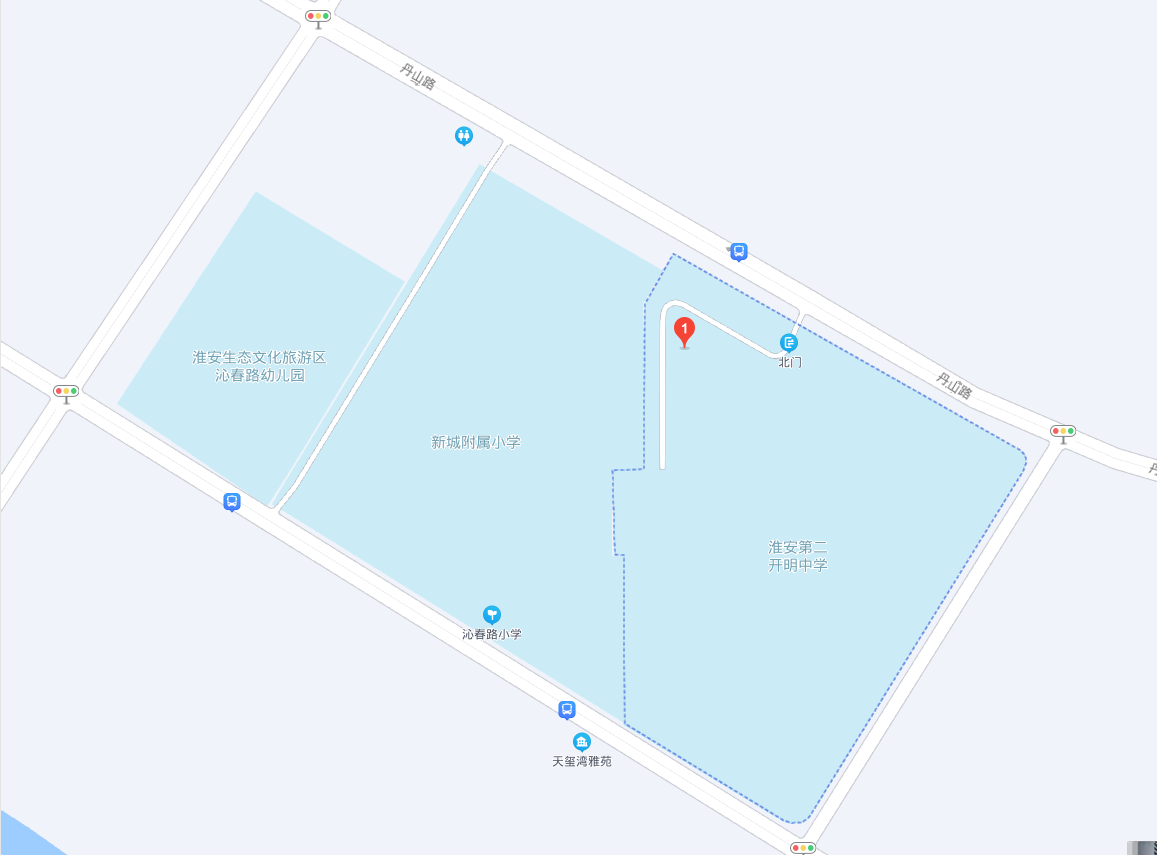 丹山路
1
北门
丹山路
淮安生态文化旅游区
沁春路幼儿园
新城附属小学
丹
淮安第二
开明中学
沁春路小学
天玺湾雅苑